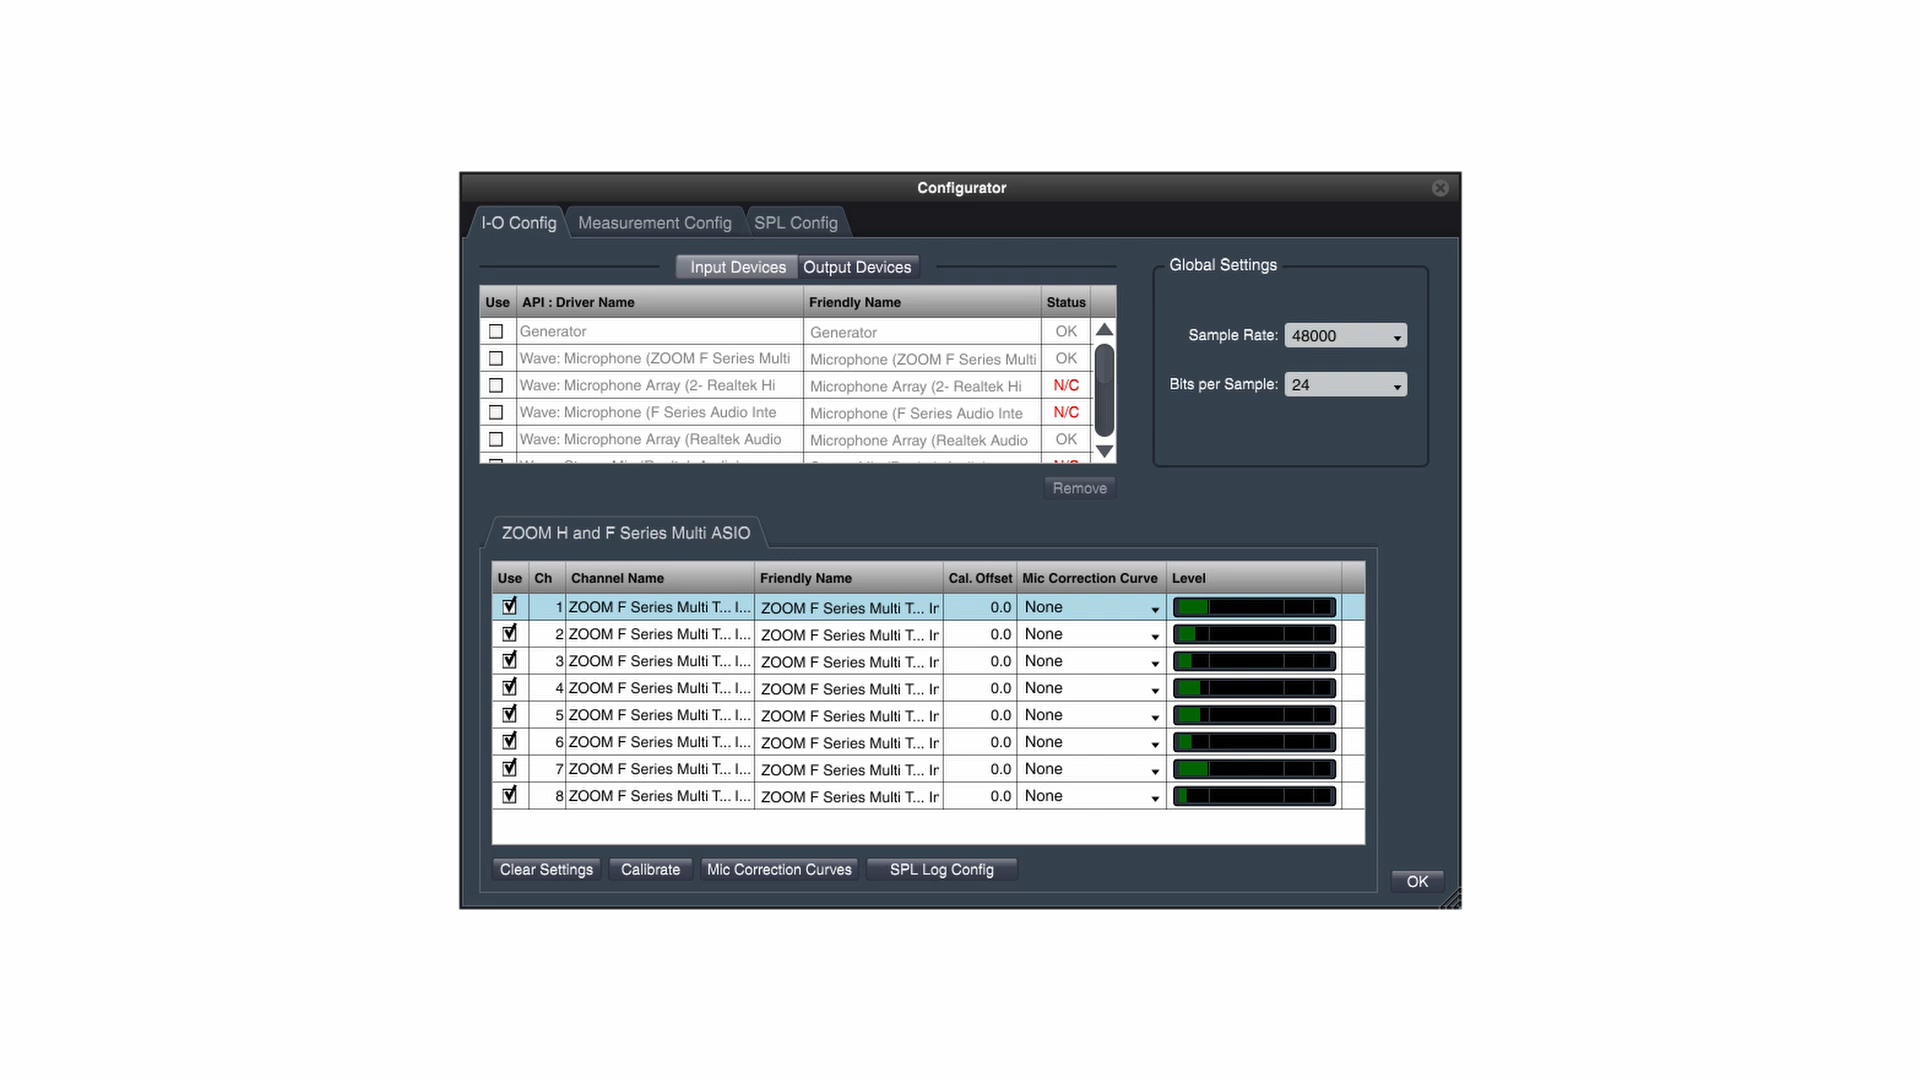 Configurator
I-O Config Measurement Config SPL Config
Input Devices Output Devices
Global Settings
Use API : Driver Name Friendly Name Status
Generator Generator OK
Sample Rate: 48000
Wave: Microphone (ZOOM F Series Multi Microphone (ZOOM F Series Multi OK
Wave: Microphone Array (2- Realtek Hi Microphone Array (2- Realtek Hi N/C
Bits per Sample: 24
Wave: Microphone (F Series Audio Inte Microphone (F Series Audio Inte N/C
Wave: Microphone Array (Realtek Audio Microphone Array (Realtek Audio OK
Remove
ZOOM H and F Series Multi ASIO
Use Ch Channel Name Friendly Name Cal. Offset Mic Correction Curve Level
1 ZOOM F Series Multi T... I... ZOOM F Series Multi T... Ir 0.0 None
2 ZOOM F Series Multi T... I... ZOOM F Series Multi T... Ir 0.0 None
3 ZOOM F Series Multi T... I... ZOOM F Series Multi T... Ir 0.0 None
4 ZOOM F Series Multi T... I... ZOOM F Series Multi T... Ir 0.0 None
5 ZOOM F Series Multi T... I... ZOOM F Series Multi T... Ir 0.0 None
6 ZOOM F Series Multi T... I... ZOOM F Series Multi T... Ir 0.0 None
7 ZOOM F Series Multi T... I... ZOOM F Series Multi T... Ir 0.0 None
8 ZOOM F Series Multi T... I... ZOOM F Series Multi T... Ir 0.0 None
Clear Settings Calibrate Mic Correction Curves SPL Log Config
OK